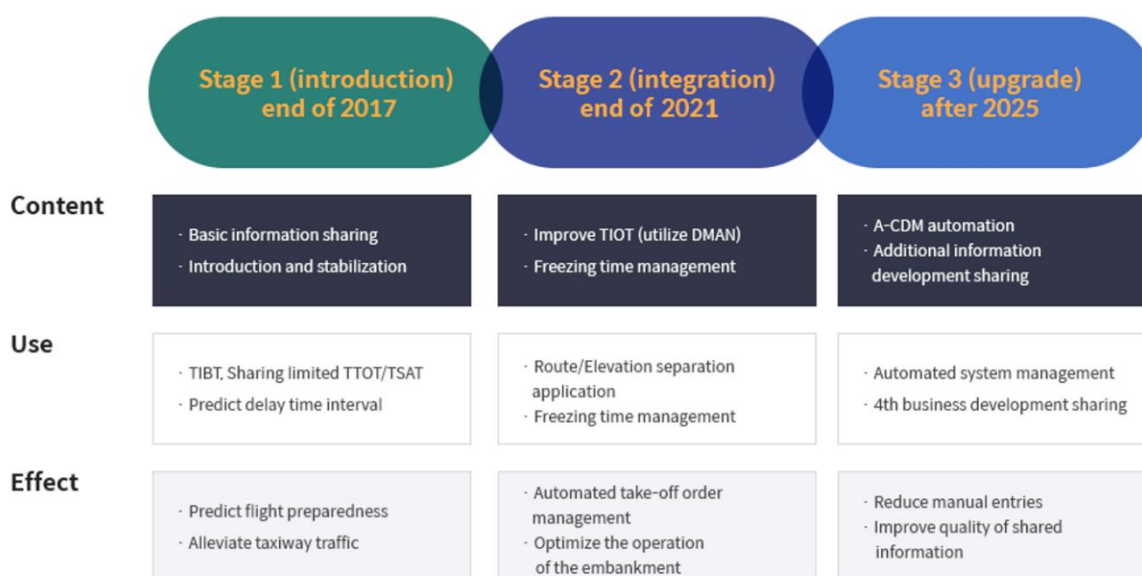 Stage 1 (introduction)
end of 2017
Stage 2 (integration)
end of 2021
Stage 3 (upgrade)
after 2025
Content
· Basic information sharing
· Introduction and stabilization
· Improve TIOT (utilize DMAN)
· Freezing time management
· A-CDM automation
· Additional information
development sharing
Use
· TIBT, Sharing limited TTOT/TSAT
· Predict delay time interval
· Route/Elevation separation
application
· Freezing time management
· Automated system management
· 4th business development sharing
Effect
· Predict flight preparedness
· Alleviate taxiway traffic
· Automated take-off order
management
· Optimize the operation
of the embankment
· Reduce manual entries
· Improve quality of shared
information